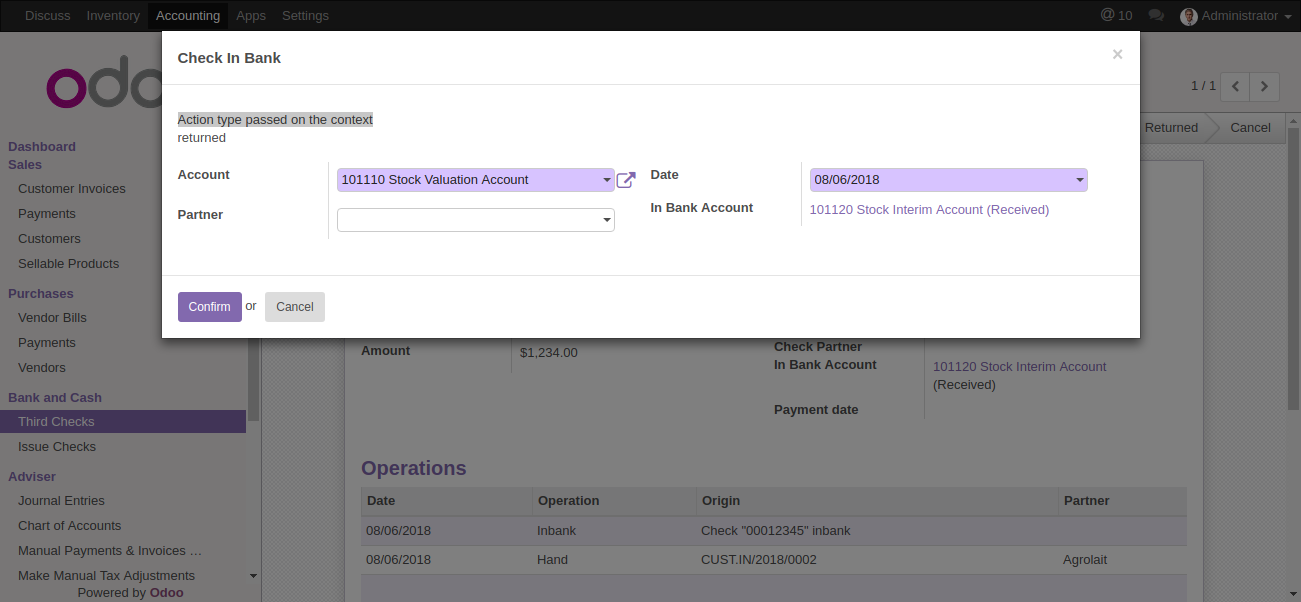 Discuss Inventory Accounting Apps Settings @ 10 Administrator
Check In Bank ×
odo
1 / 1
Action type passed on the context
returned
Returned Cancel
Account 101110 Stock Valuation Account Date 08/06/2018
Partner In Bank Account 101120 Stock Interim Account (Received)
Confirm or Cancel
Dashboard
Sales
Customer Invoices
Payments
Customers
Sellable Products
Purchases
Vendor Bills
Payments
Vendors
Bank and Cash
Third Checks
Issue Checks
Adviser
Journal Entries
Chart of Accounts
Manual Payments & Invoices …
Make Manual Tax Adjustments
Powered by Odoo
Amount $1,234.00 Check Partner
In Bank Account 101120 Stock Interim Account
(Received)
Payment date
Operations
Date Operation Origin Partner
08/06/2018 Inbank Check "00012345" inbank
08/06/2018 Hand CUST.IN/2018/0002 Agrolait